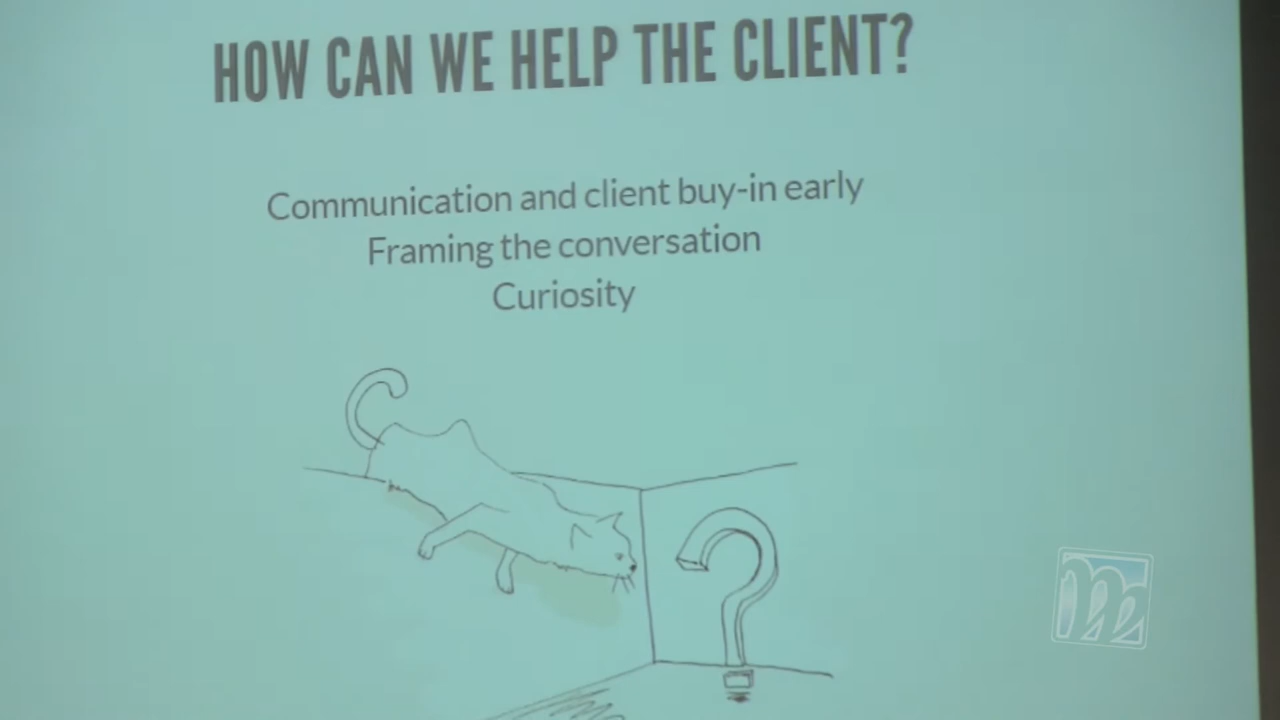 HOW CAN WE HELP THE CLIENT?
Communication and client buy-in early
Framing the conversation
Curiosity